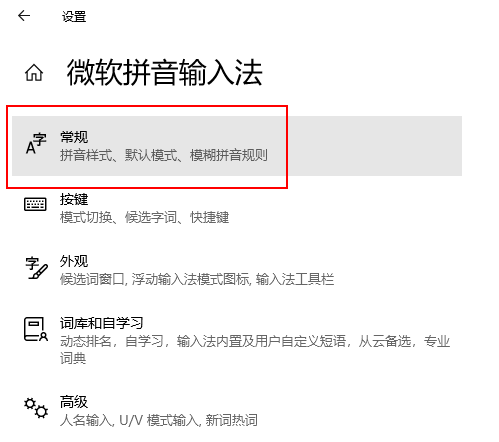 设置
微软拼音输入法
常规
拼音样式、默认模式、模糊拼音规则
按键
模式切换、候选字词、快捷键
外观
候选词窗口, 浮动输入法模式图标, 输入法工具栏
词库和自学习
动态排名，自学习，输入法内置及用户自定义短语，从云备选，专业
词典
高级
人名输入, U/V 模式输入, 新词热词